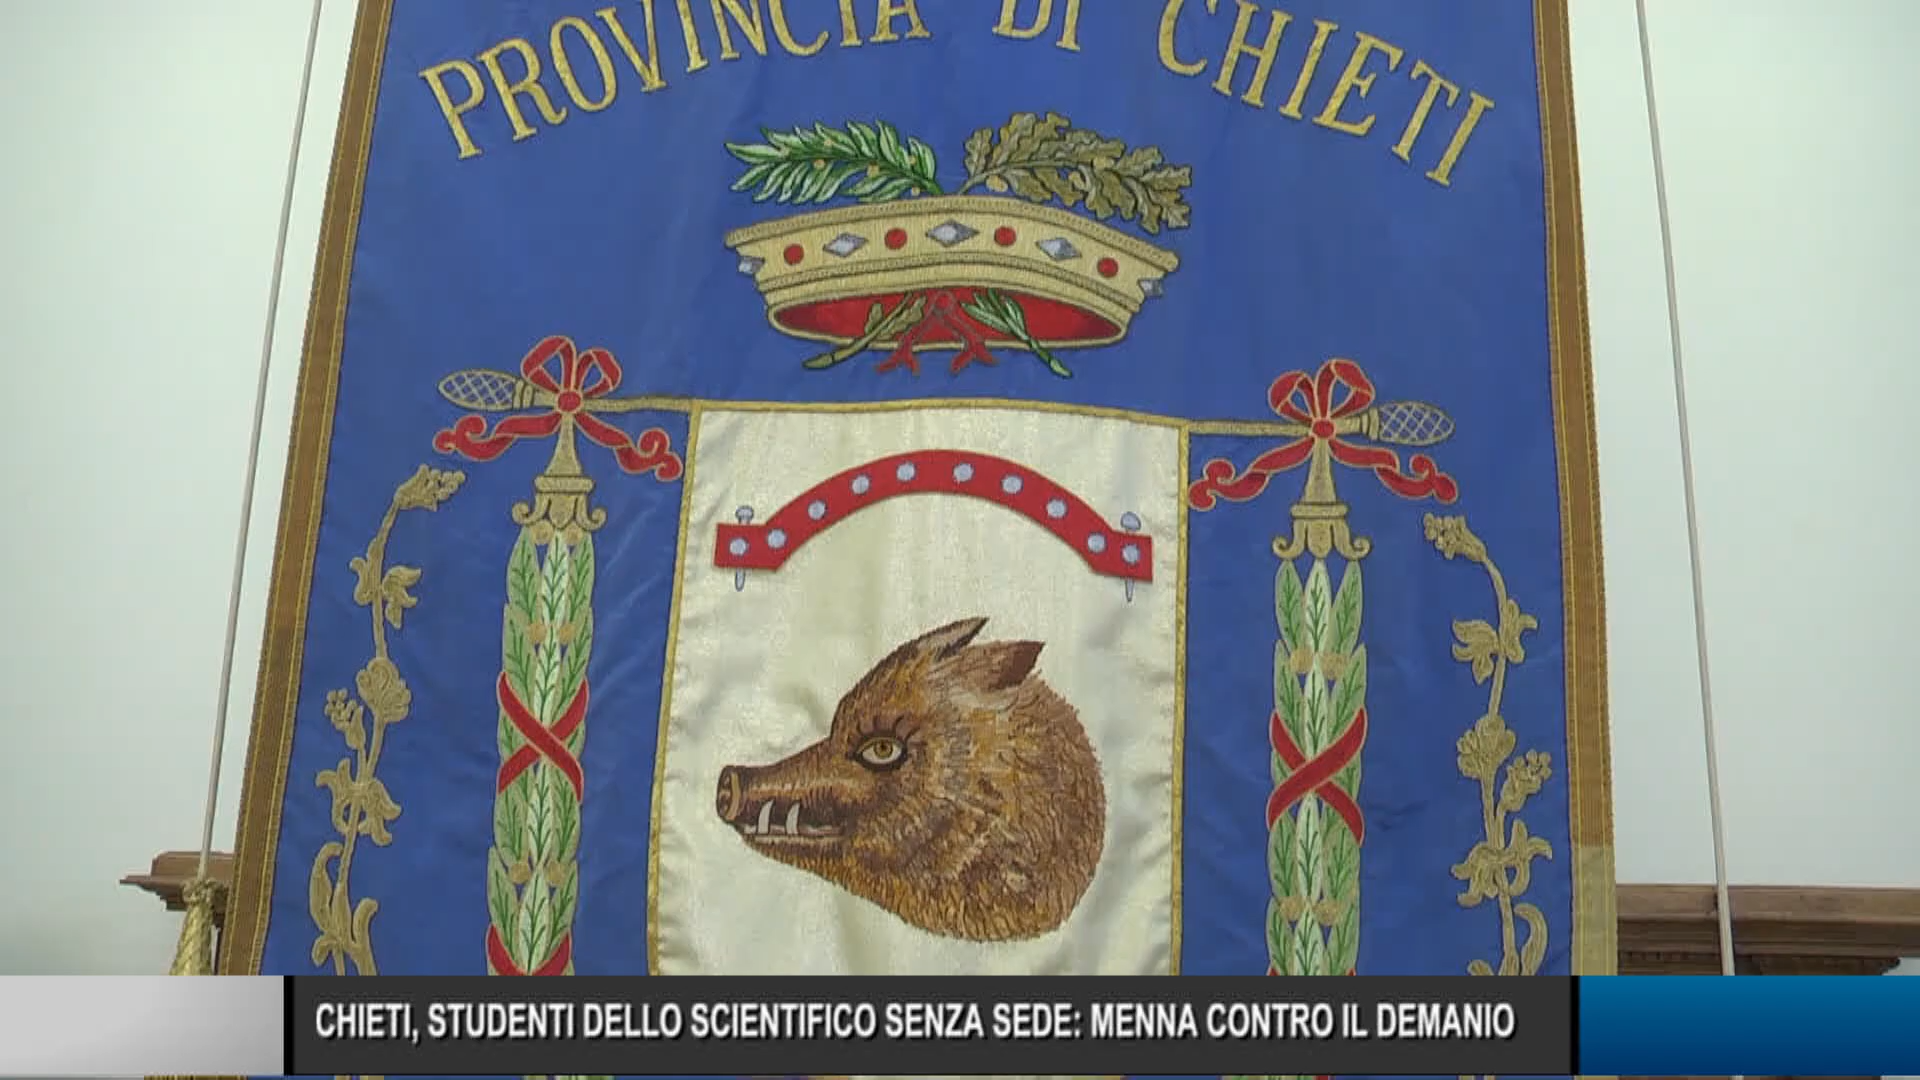 PROVINCIA DI CHIETI
CHIETI, STUDENTI DELLO SCIENTIFICO SENZA SEDE: MENNA CONTRO IL DEMANIO